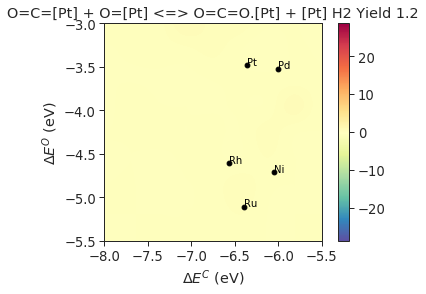 O=C=[Pt] + O=[Pt] <=> O=C=O.[Pt] + [Pt] H2 Yield 1.2
−3.0
−3.5
−4.0
−4.5
−5.0
−5.5
ΔE^O (eV)
Pt
Pd
Rh
Ni
Ru
−8.0 −7.5 −7.0 −6.5 −6.0 −5.5
ΔE^C (eV)
20
10
0
−10
−20